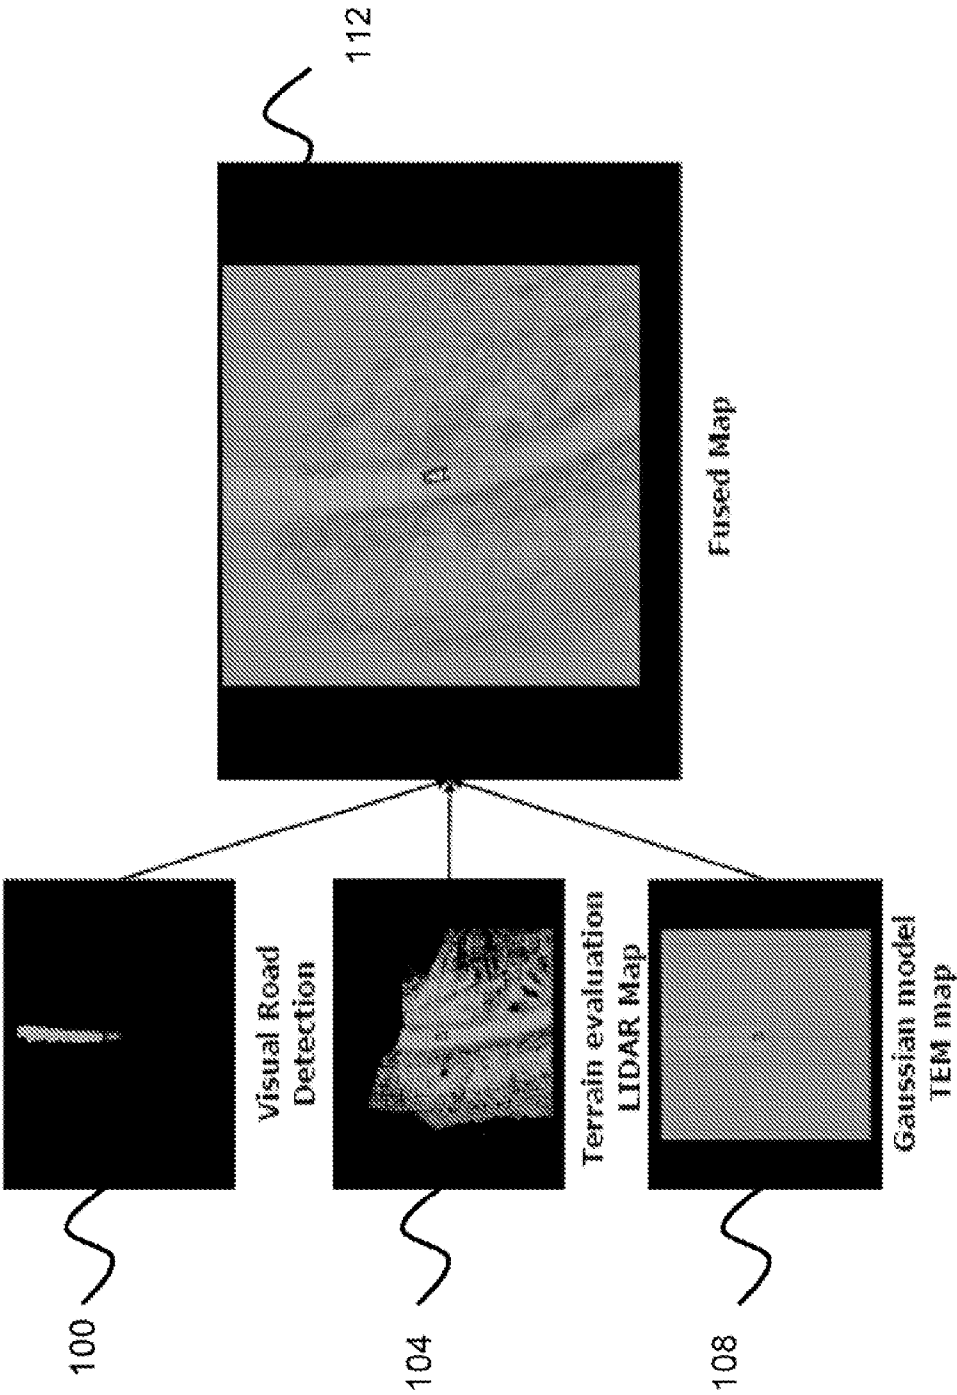 100
Visual Road
Detection
104
Terrain evaluation
LIDAR Map
108
Gaussian model
TEM map
112
Fused Map